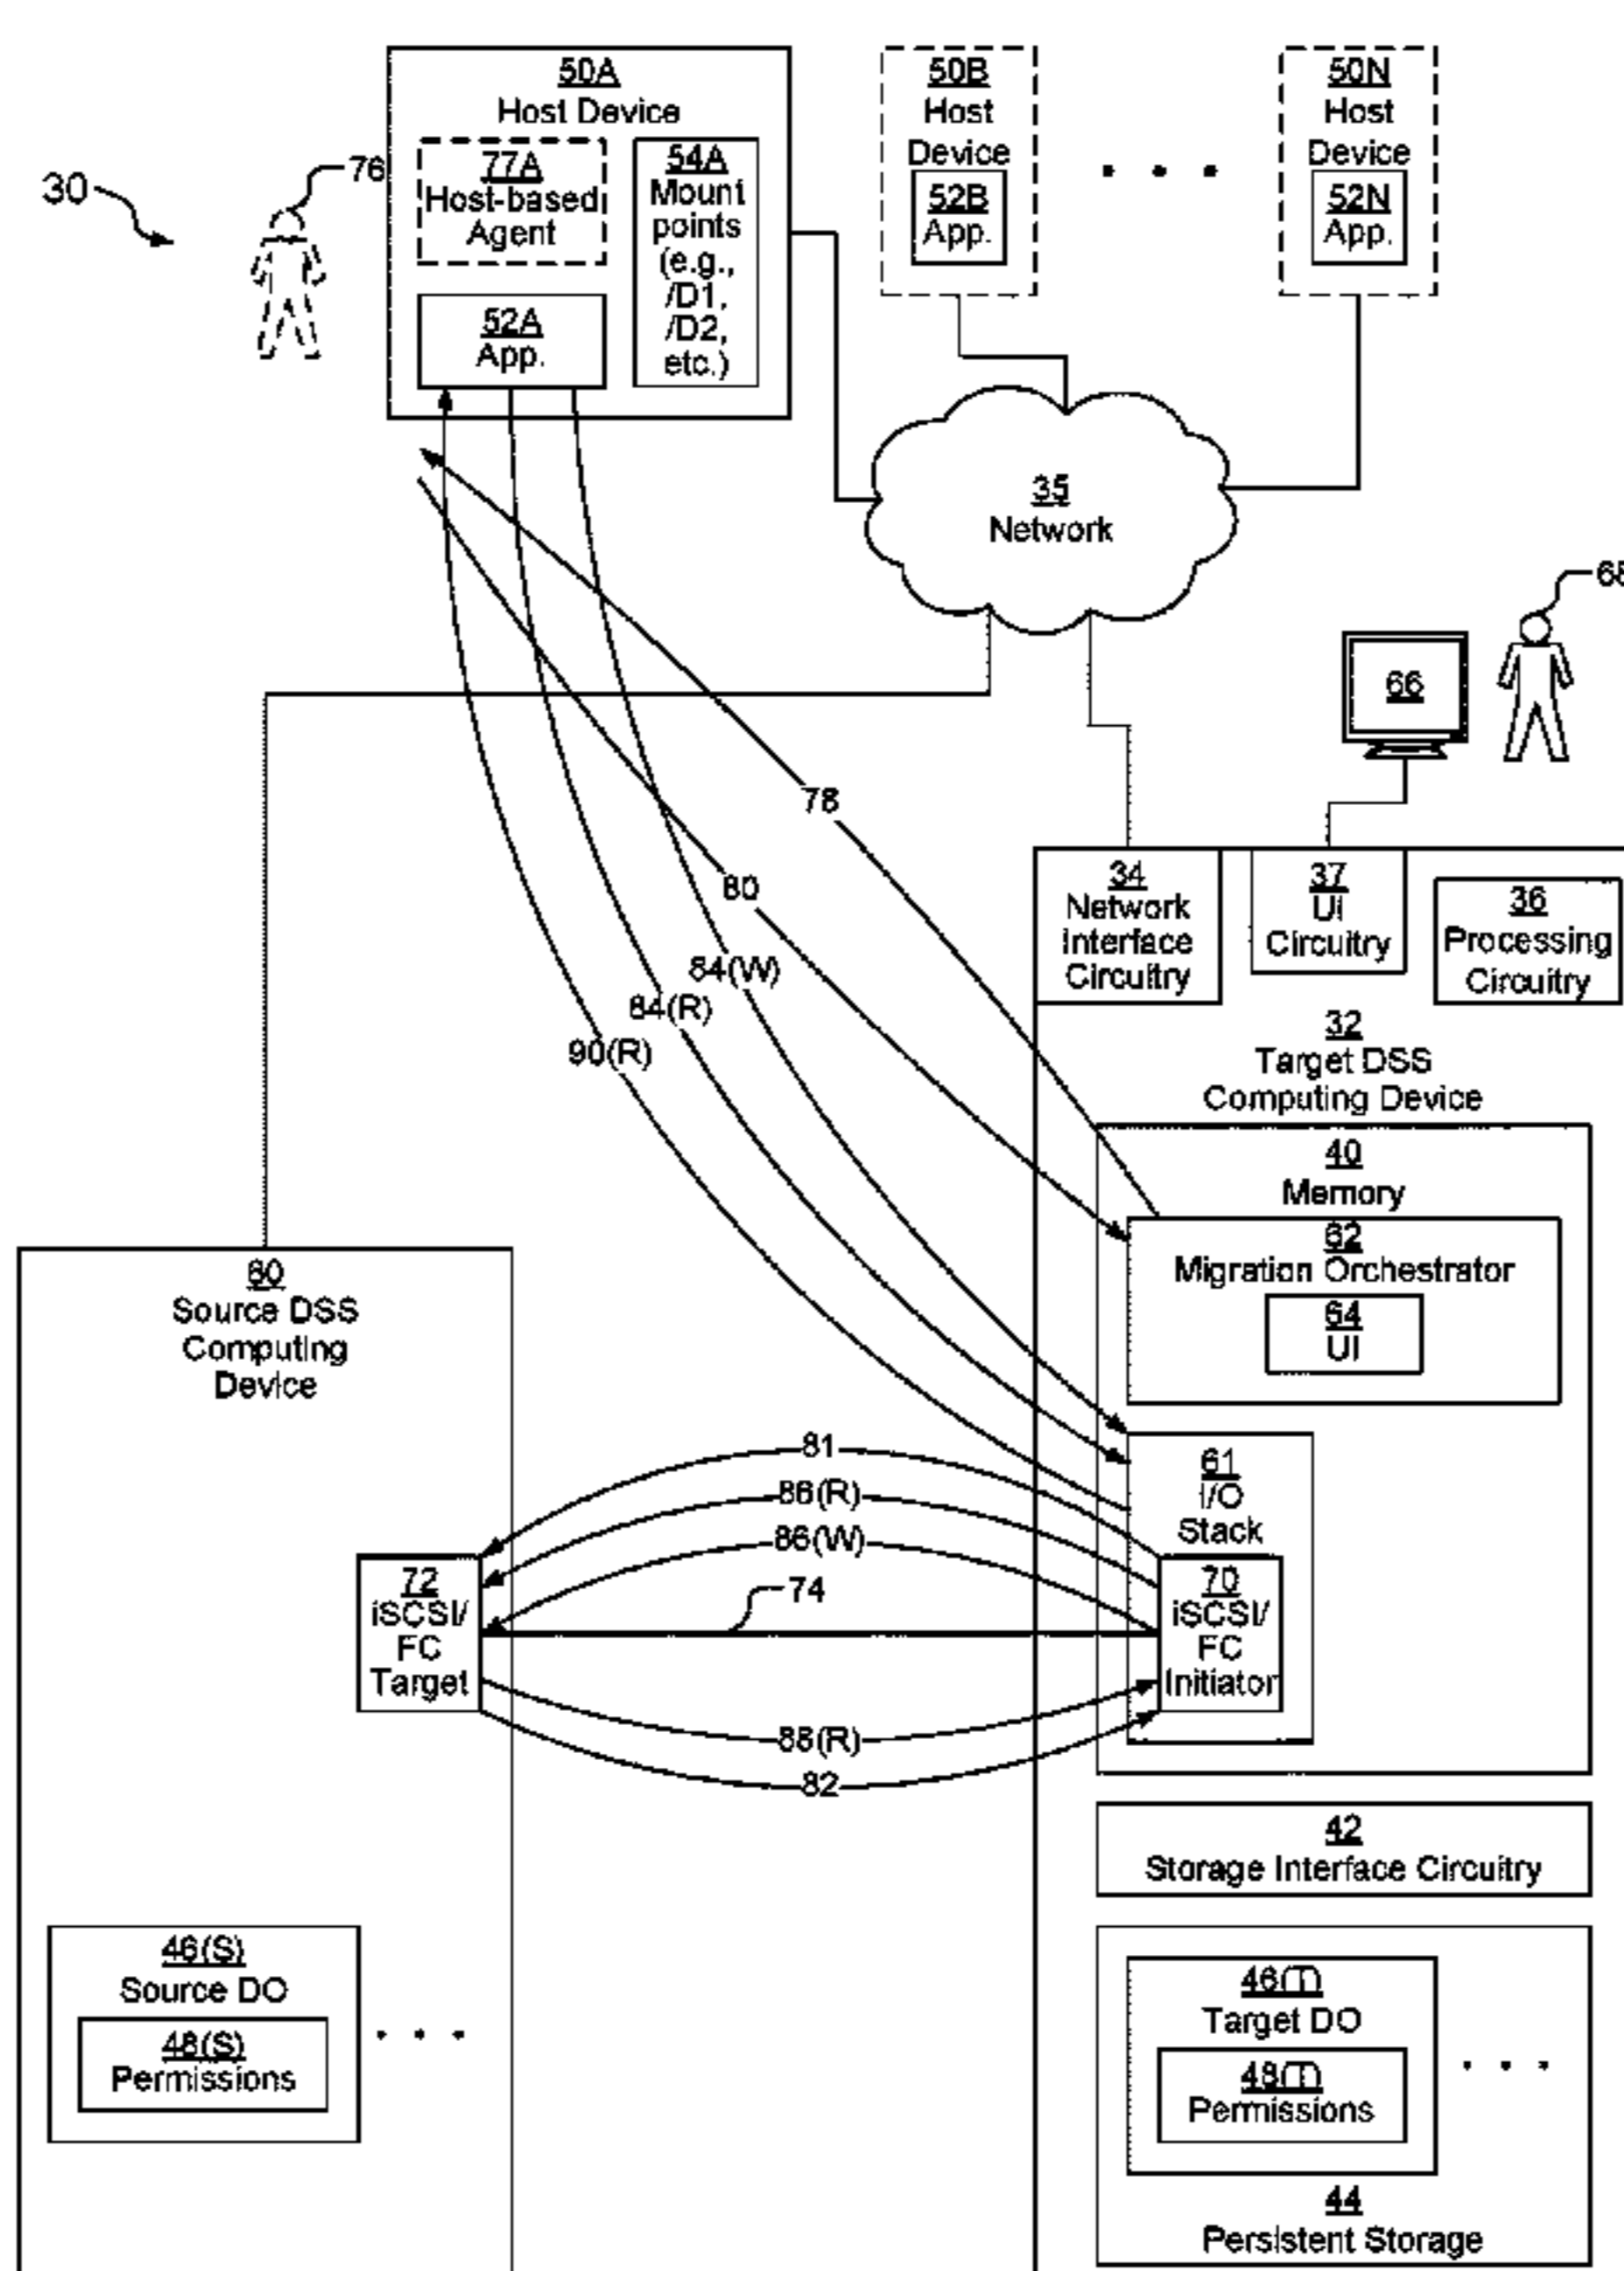 30
76
50A
Host Device
77A
Host-based
Agent
54A
Mount
points
(e.g.,
/D1,
/D2,
etc.)
52A
App.
50B
Host
Device
52B
App.
50N
Host
Device
52N
App.
35
Network
68
66
78
80
84(W)
84(R)
90(R)
34
Network
Interface
Circuitry
37
UI
Circuitry
36
Processing
Circuitry
32
Target DSS
Computing Device
40
Memory
62
Migration Orchestrator
64
UI
60
Source DSS
Computing
Device
81
86(R)
86(W)
74
61
I/O
Stack
72
iSCSI/
FC
Target
70
iSCSI/
FC
Initiator
88(R)
82
42
Storage Interface Circuitry
46(S)
Source DO
48(S)
Permissions
46(T)
Target DO
48(T)
Permissions
44
Persistent Storage